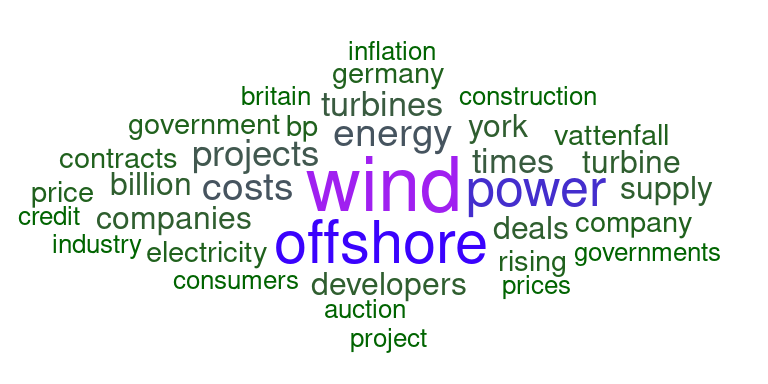 inflation
germany
britain turbines construction
government bp energy york vattenfall
contracts projects times turbine
price billion costs wind power supply
credit companies offshore deals company
industry electricity rising governments
consumers developers prices
auction
project